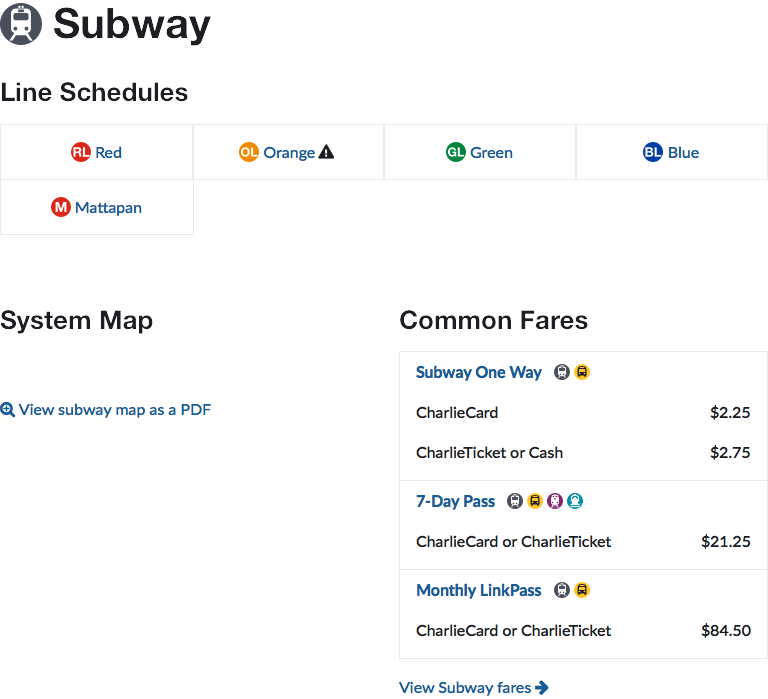 Subway
Line Schedules
RL Red
OL Orange
GL Green
BL Blue
M Mattapan
System Map
View subway map as a PDF
Common Fares
Subway One Way
CharlieCard $2.25
CharlieTicket or Cash $2.75
7-Day Pass
CharlieCard or CharlieTicket $21.25
Monthly LinkPass
CharlieCard or CharlieTicket $84.50
View Subway fares